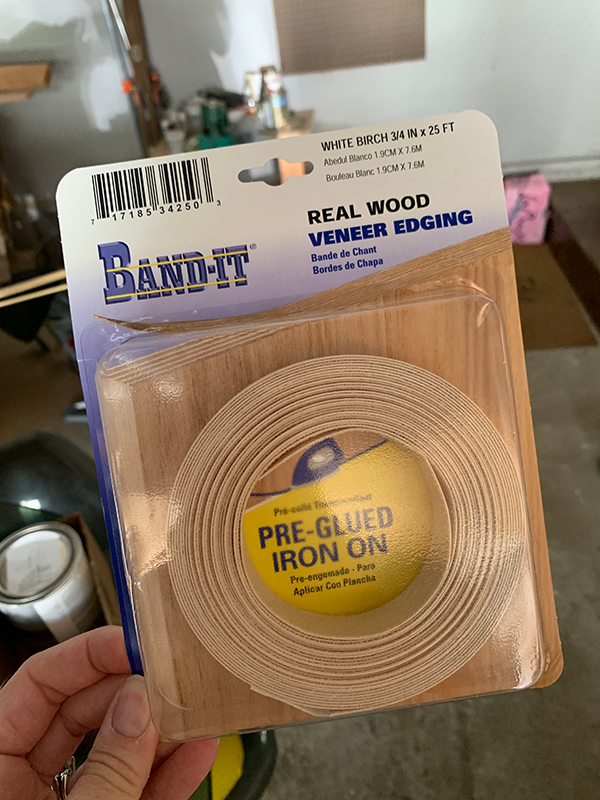 WHITE BIRCH 3/4 IN x 25 FT
Abedul Blanco 1.9CM X 7.6M
Bouleau Blanc 1.9CM X 7.6M
7 17185 34250 3
REAL WOOD
VENEER EDGING
Bande de Chant
Bordes de Chapa
BAND-IT®
Pré-collé
PRE-GLUED
IRON ON
Pre-engomado - Para
Aplicar Con Plancha